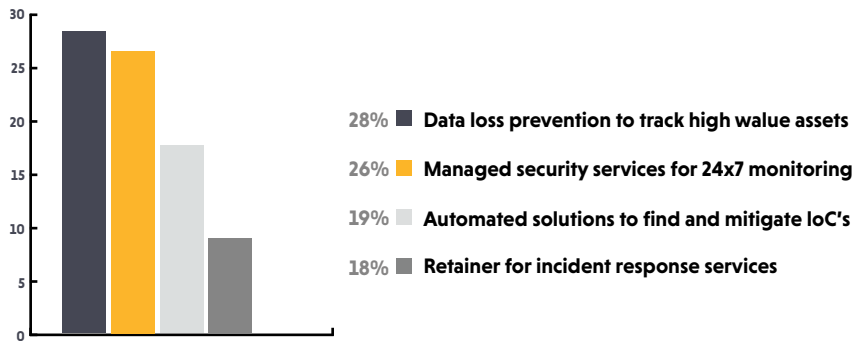 30
25
20
15
10
5
0
28% Data loss prevention to track high walue assets
26% Managed security services for 24x7 monitoring
19% Automated solutions to find and mitigate IoC's
18% Retainer for incident response services